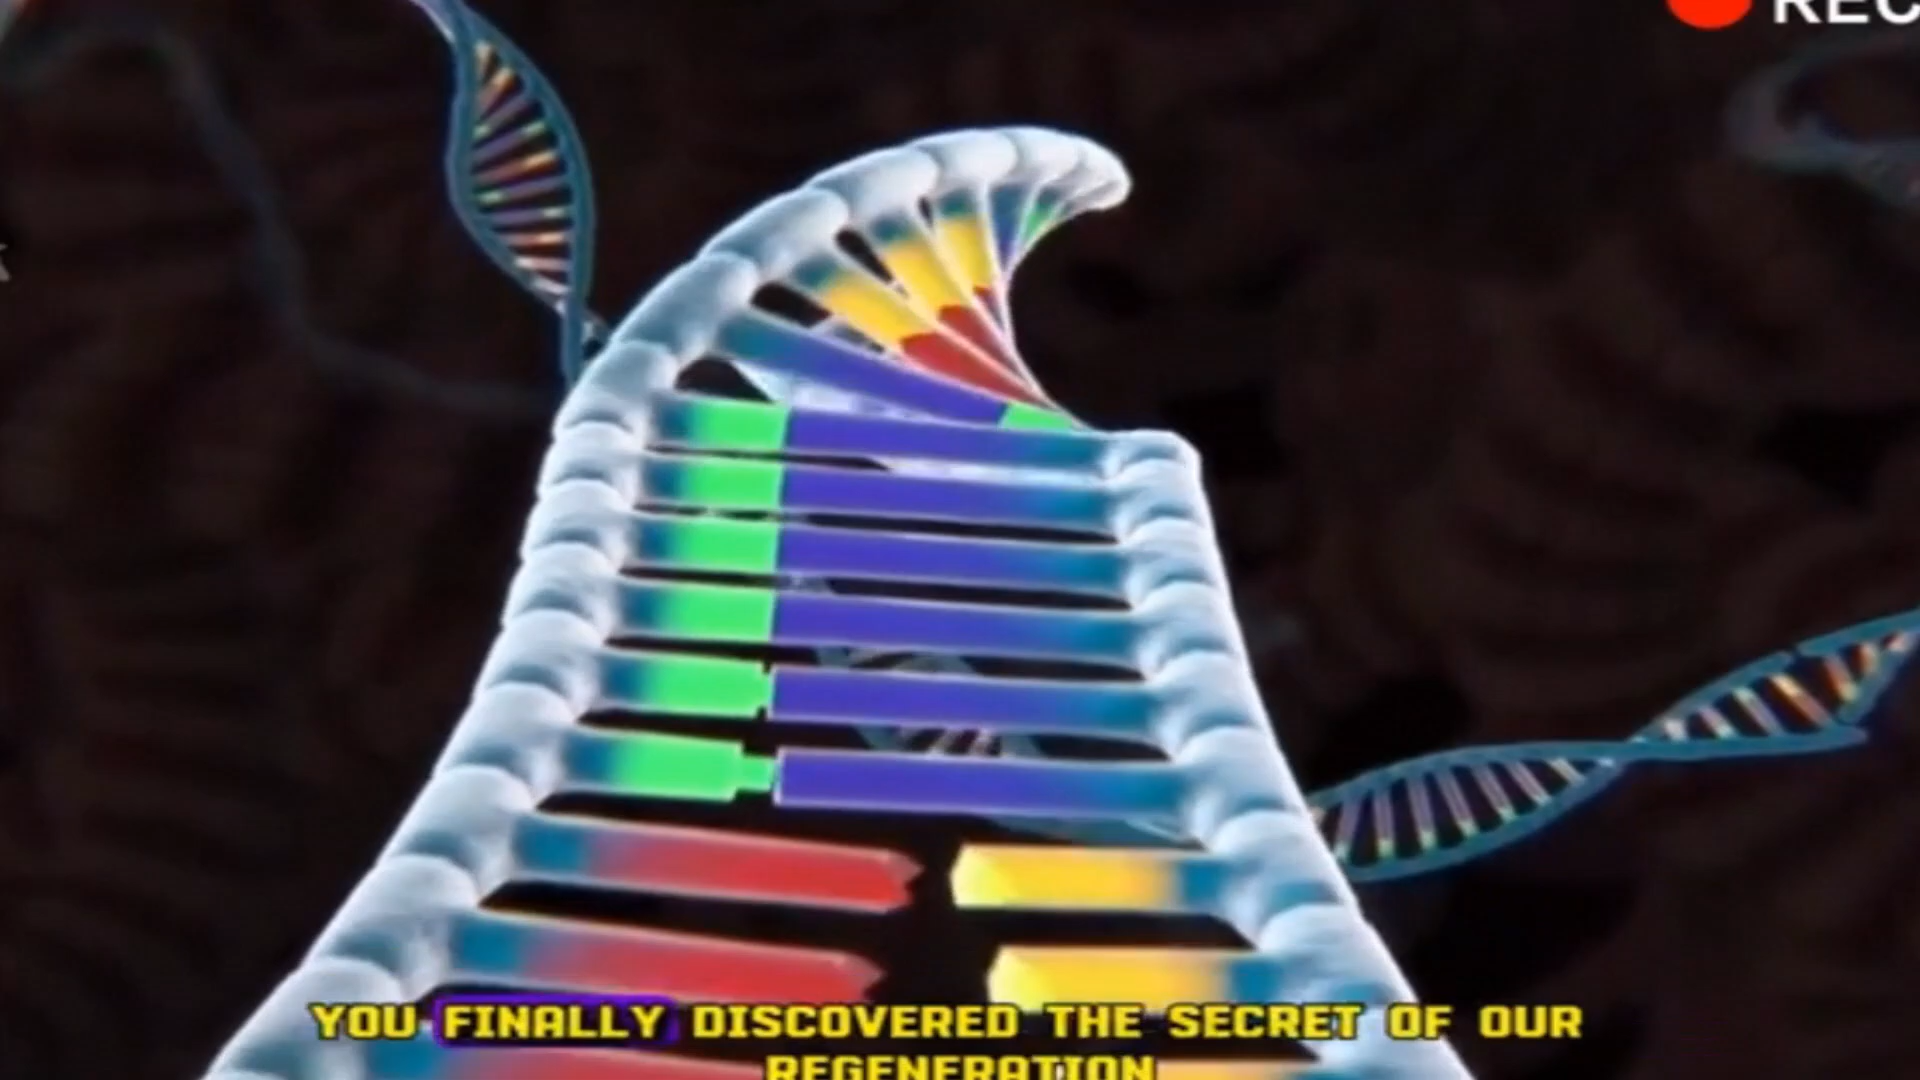 REC
YOU FINALLY DISCOVERED THE SECRET OF OUR
REGENERATION